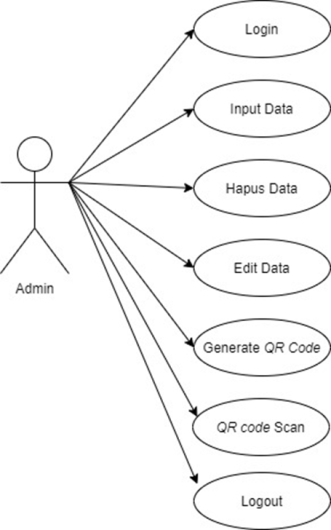 Login
Input Data
Hapus Data
Admin
Edit Data
Generate QR Code
QR code Scan
Logout